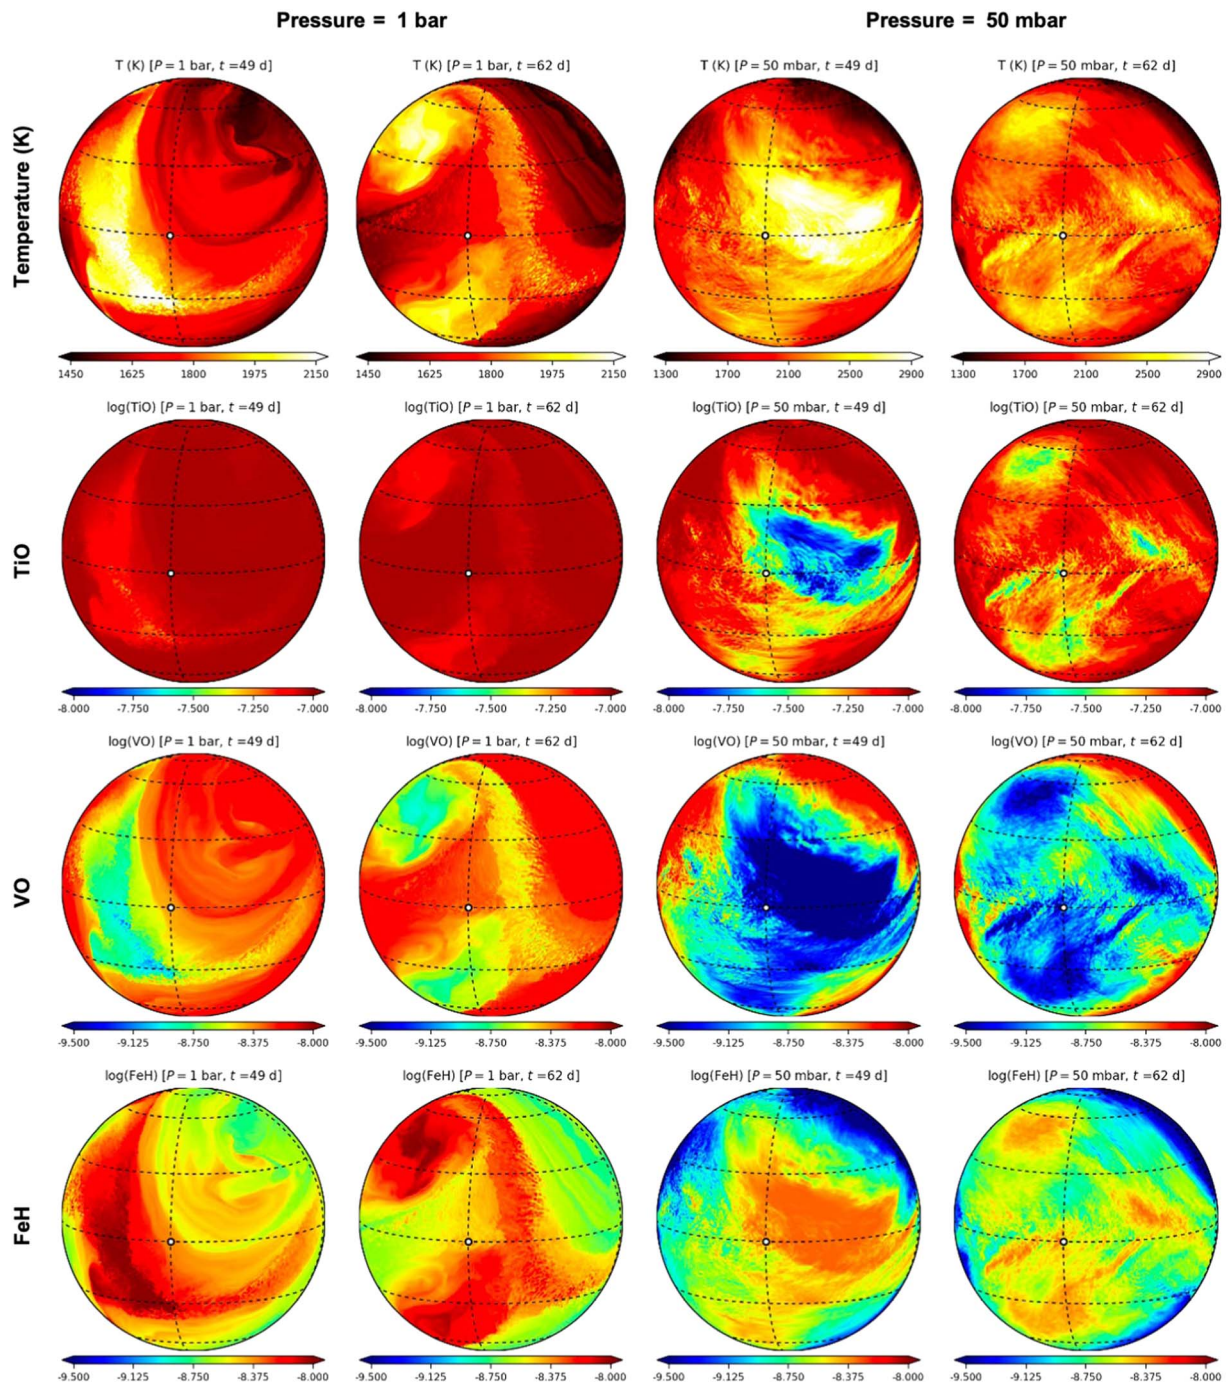 Pressure = 1 bar Pressure = 50 mbar
T (K) [P = 1 bar, t =49 d] T (K) [P = 1 bar, t =62 d] T (K) [P = 50 mbar, t =49 d] T (K) [P = 50 mbar, t =62 d]
Temperature (K)
1450 1625 1800 1975 2150 1450 1625 1800 1975 2150 1300 1700 2100 2500 2900 1300 1700 2100 2500 2900
log(TiO) [P = 1 bar, t =49 d] log(TiO) [P = 1 bar, t =62 d] log(TiO) [P = 50 mbar, t =49 d] log(TiO) [P = 50 mbar, t =62 d]
TiO
-8.000 -7.750 -7.500 -7.250 -7.000 -8.000 -7.750 -7.500 -7.250 -7.000 -8.000 -7.750 -7.500 -7.250 -7.000 -8.000 -7.750 -7.500 -7.250 -7.000
log(VO) [P = 1 bar, t =49 d] log(VO) [P = 1 bar, t =62 d] log(VO) [P = 50 mbar, t =49 d] log(VO) [P = 50 mbar, t =62 d]
VO
-9.500 -9.125 -8.750 -8.375 -8.000 -9.500 -9.125 -8.750 -8.375 -8.000 -9.500 -9.125 -8.750 -8.375 -8.000 -9.500 -9.125 -8.750 -8.375 -8.000
log(FeH) [P = 1 bar, t =49 d] log(FeH) [P = 1 bar, t =62 d] log(FeH) [P = 50 mbar, t =49 d] log(FeH) [P = 50 mbar, t =62 d]
FeH
-9.500 -9.125 -8.750 -8.375 -8.000 -9.500 -9.125 -8.750 -8.375 -8.000 -9.500 -9.125 -8.750 -8.375 -8.000 -9.500 -9.125 -8.750 -8.375 -8.000